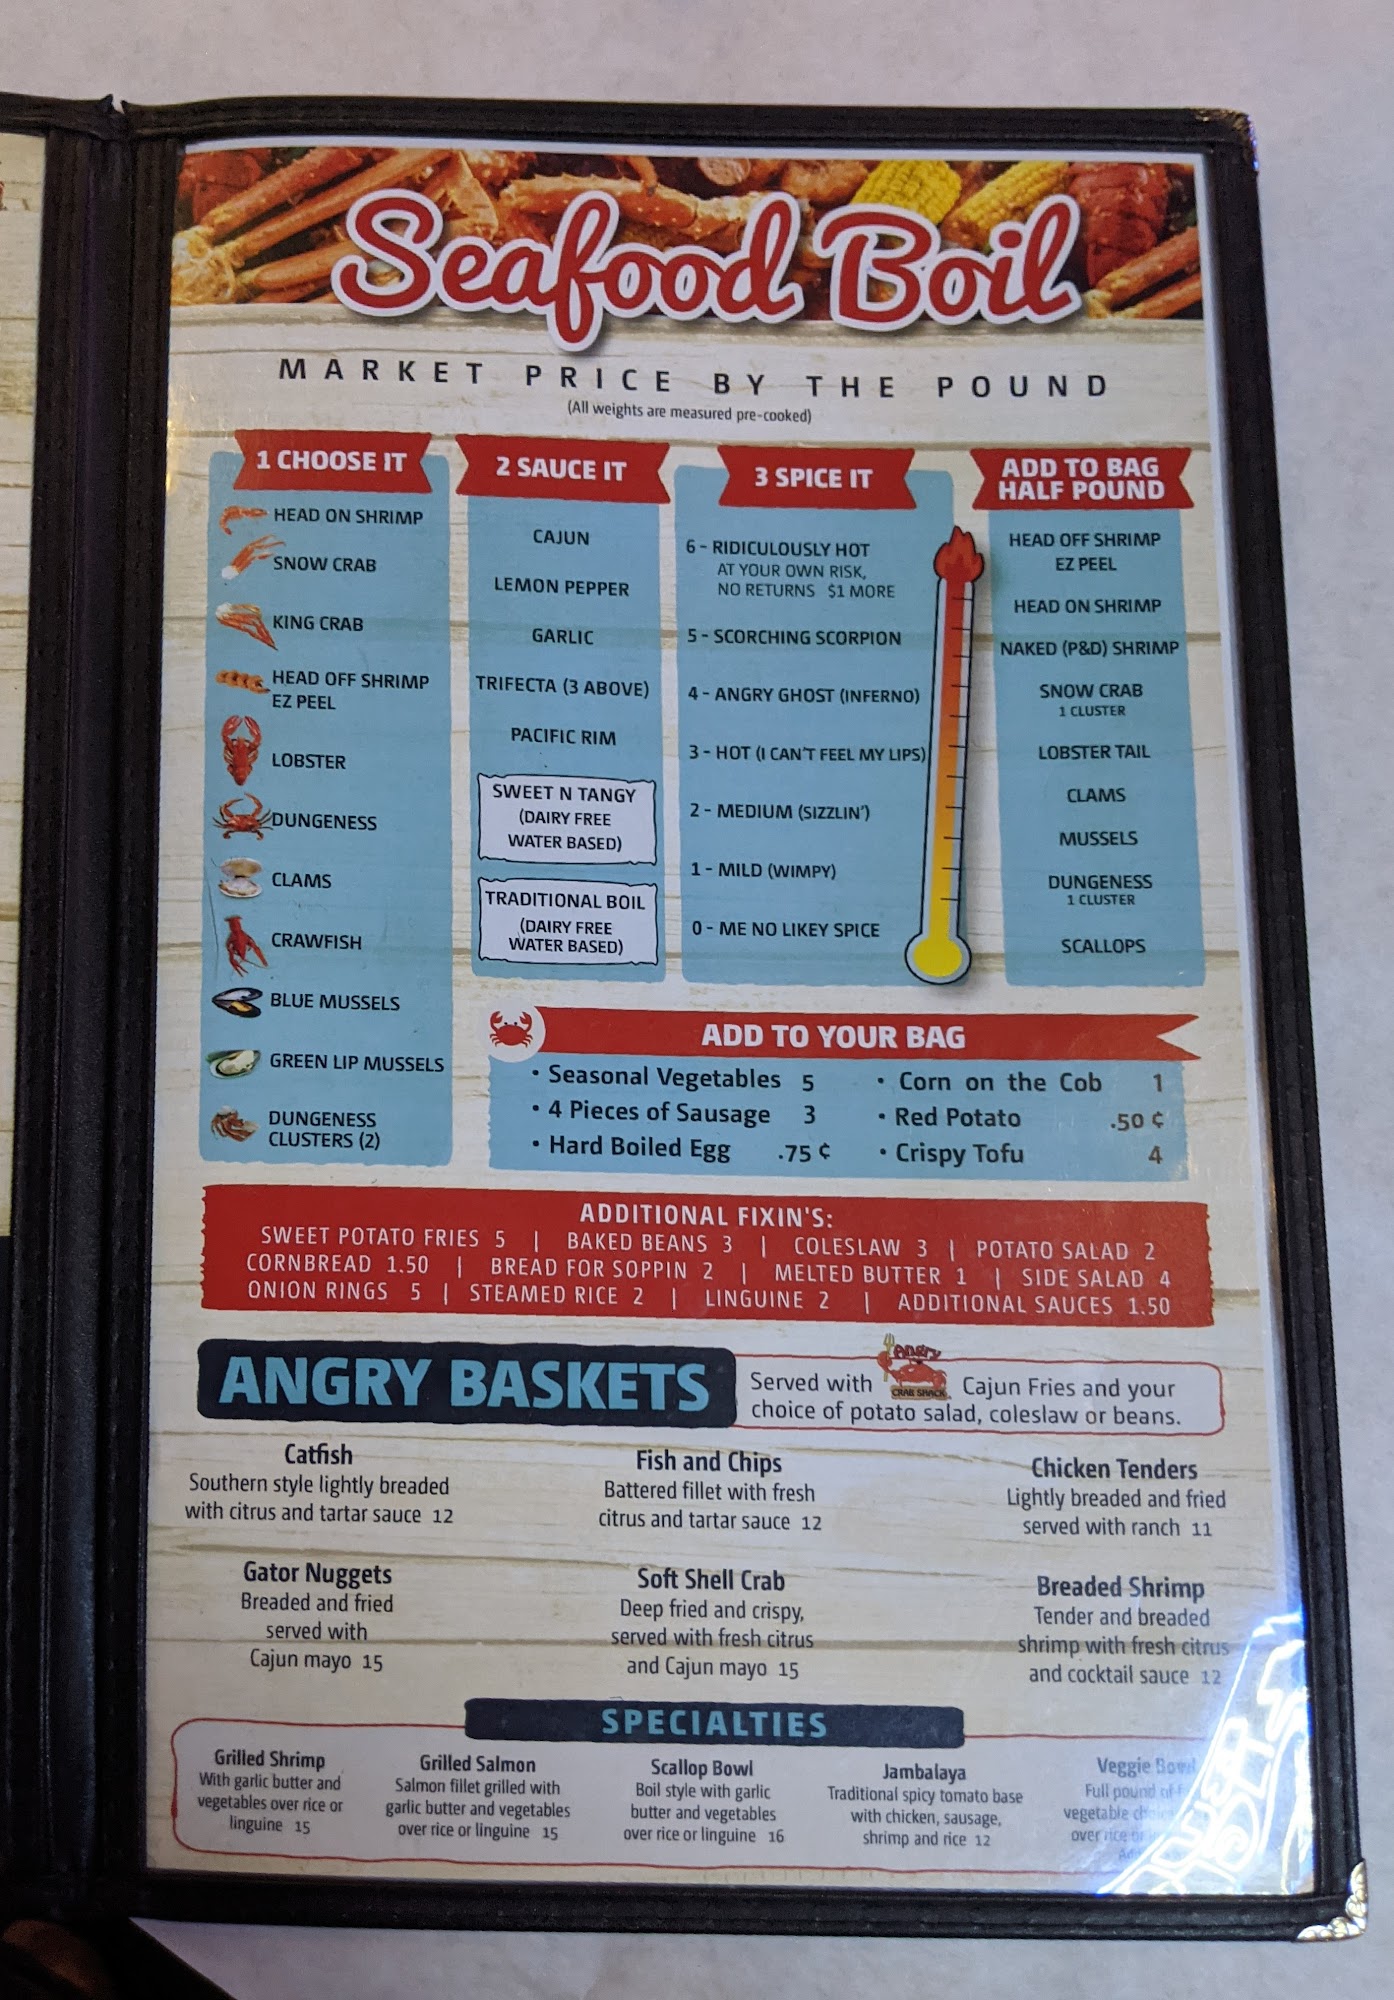 Seafood Boil
MARKET PRICE BY THE POUND
(All weights are measured pre-cooked)
1 CHOOSE IT
HEAD ON SHRIMP
SNOW CRAB
KING CRAB
HEAD OFF SHRIMP
EZ PEEL
LOBSTER
DUNGENESS
CLAMS
CRAWFISH
BLUE MUSSELS
GREEN LIP MUSSELS
DUNGENESS
CLUSTERS (2)
2 SAUCE IT
CAJUN
LEMON PEPPER
GARLIC
TRIFECTA (3 ABOVE)
PACIFIC RIM
SWEET N TANGY
(DAIRY FREE
WATER BASED)
TRADITIONAL BOIL
(DAIRY FREE
WATER BASED)
3 SPICE IT
6 - RIDICULOUSLY HOT
AT YOUR OWN RISK,
NO RETURNS $1 MORE
5 - SCORCHING SCORPION
4 - ANGRY GHOST (INFERNO)
3 - HOT (I CAN'T FEEL MY LIPS)
2 - MEDIUM (SIZZLIN')
1 - MILD (WIMPY)
0 - ME NO LIKEY SPICE
ADD TO BAG
HALF POUND
HEAD OFF SHRIMP
EZ PEEL
HEAD ON SHRIMP
NAKED (P&D) SHRIMP
SNOW CRAB
1 CLUSTER
LOBSTER TAIL
CLAMS
MUSSELS
DUNGENESS
1 CLUSTER
SCALLOPS
ADD TO YOUR BAG
• Seasonal Vegetables 5
• 4 Pieces of Sausage 3
• Hard Boiled Egg .75 ¢
• Corn on the Cob 1
• Red Potato .50 ¢
• Crispy Tofu 4
ADDITIONAL FIXIN'S:
SWEET POTATO FRIES 5 | BAKED BEANS 3 | COLESLAW 3 | POTATO SALAD 2
CORNBREAD 1.50 | BREAD FOR SOPPIN 2 | MELTED BUTTER 1 | SIDE SALAD 4
ONION RINGS 5 | STEAMED RICE 2 | LINGUINE 2 | ADDITIONAL SAUCES 1.50
ANGRY BASKETS
Served with Angry CRAB SHACK Cajun Fries and your
choice of potato salad, coleslaw or beans.
Catfish
Southern style lightly breaded
with citrus and tartar sauce 12
Fish and Chips
Battered fillet with fresh
citrus and tartar sauce 12
Chicken Tenders
Lightly breaded and fried
served with ranch 11
Gator Nuggets
Breaded and fried
served with
Cajun mayo 15
Soft Shell Crab
Deep fried and crispy,
served with fresh citrus
and Cajun mayo 15
Breaded Shrimp
Tender and breaded
shrimp with fresh citrus
and cocktail sauce 12
SPECIALTIES
Grilled Shrimp
With garlic butter and
vegetables over rice or
linguine 15
Grilled Salmon
Salmon fillet grilled with
garlic butter and vegetables
over rice or linguine 15
Scallop Bowl
Boil style with garlic
butter and vegetables
over rice or linguine 16
Jambalaya
Traditional spicy tomato base
with chicken, sausage,
shrimp and rice 12
Veggie Bowl
Full pound of
vegetable
over rice or